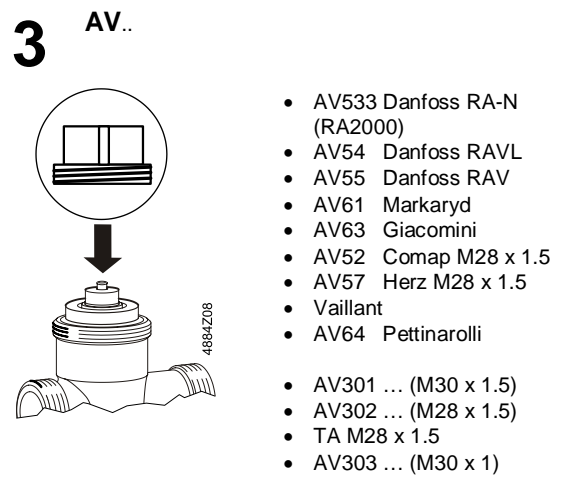 3
AV..
• AV533 Danfoss RA-N
(RA2000)
• AV54 Danfoss RAVL
• AV55 Danfoss RAV
• AV61 Markaryd
• AV63 Giacomini
• AV52 Comap M28 x 1.5
• AV57 Herz M28 x 1.5
• Vaillant
• AV64 Pettinarolli
• AV301 ... (M30 x 1.5)
• AV302 ... (M28 x 1.5)
• TA M28 x 1.5
• AV303 ... (M30 x 1)
4884Z08